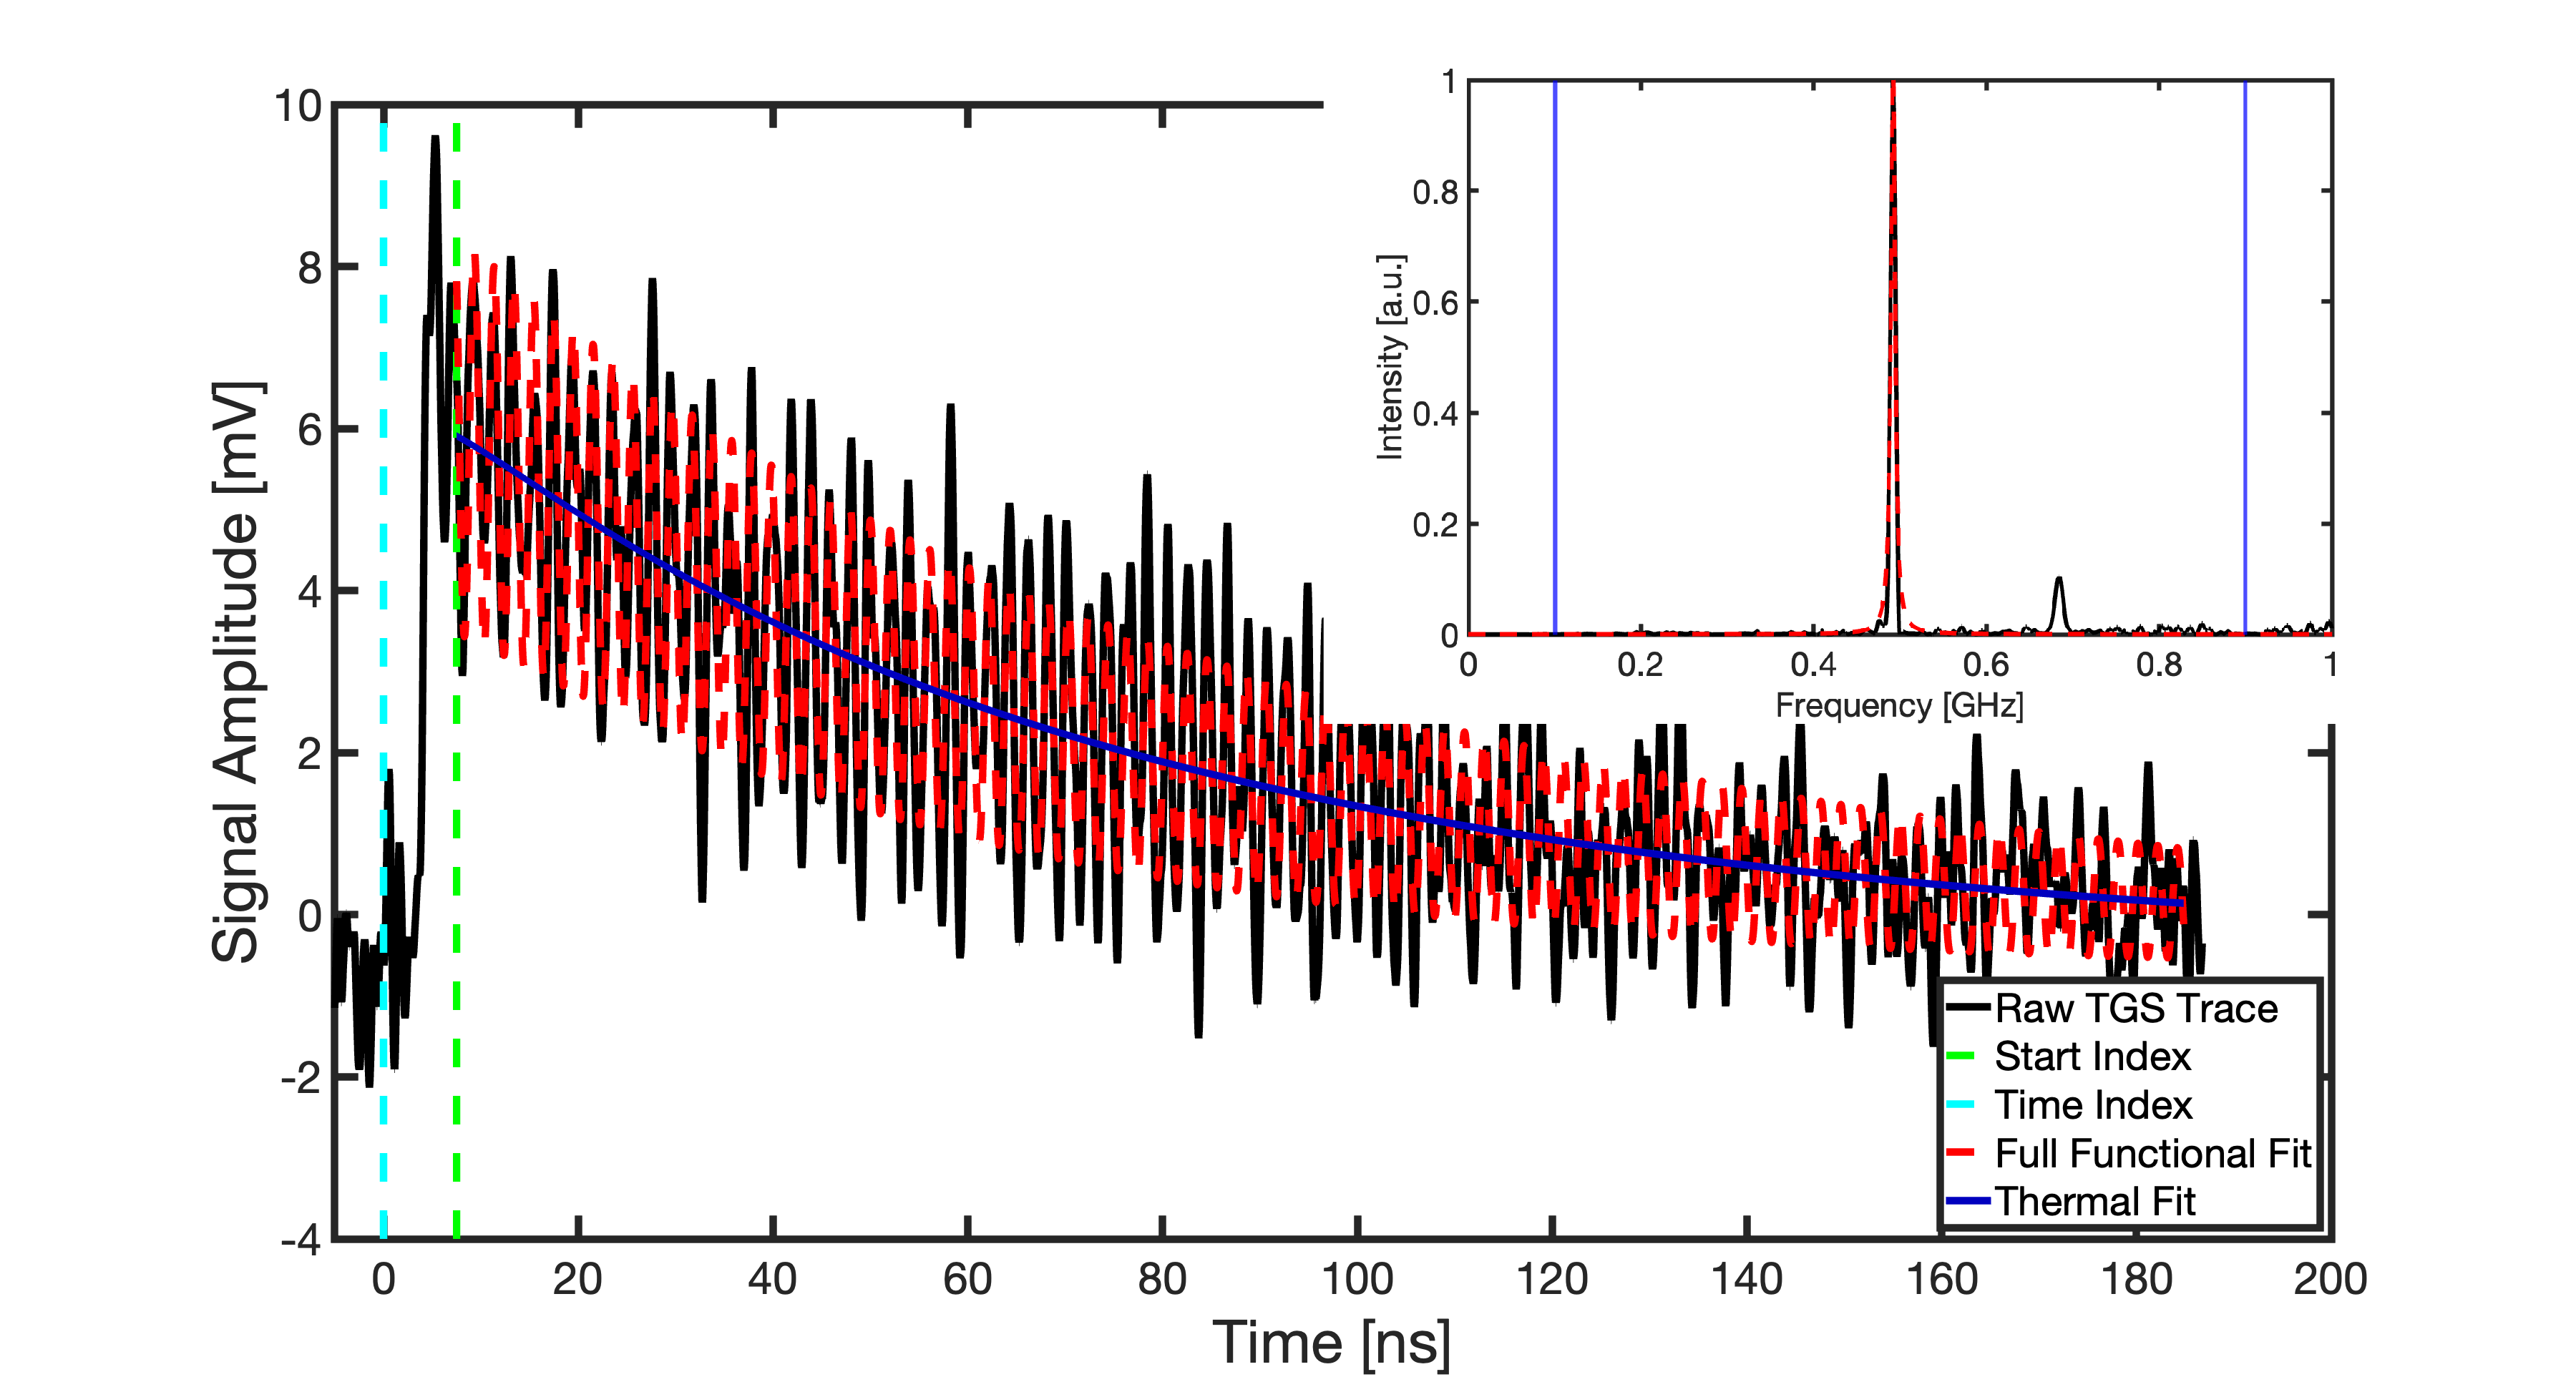 10
8
6
4
2
0
-2
-4
Signal Amplitude [mV]
0 20 40 60 80 100 120 140 160 180 200
Time [ns]
1
0.8
0.6
0.4
0.2
0
Intensity [a.u.]
0 0.2 0.4 0.6 0.8 1
Frequency [GHz]
Raw TGS Trace
Start Index
Time Index
Full Functional Fit
Thermal Fit